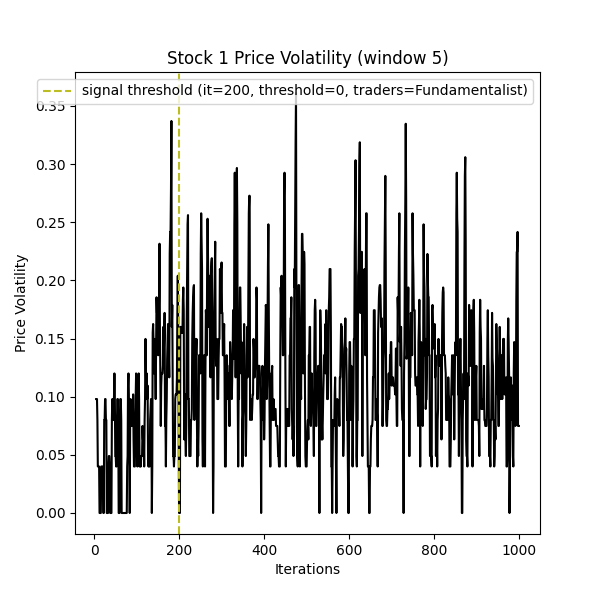 Stock 1 Price Volatility (window 5)
signal threshold (it=200, threshold=0, traders=Fundamentalist)
0.35
0.30
0.25
0.20
0.15
0.10
0.05
0.00
Price Volatility
0 200 400 600 800 1000
Iterations